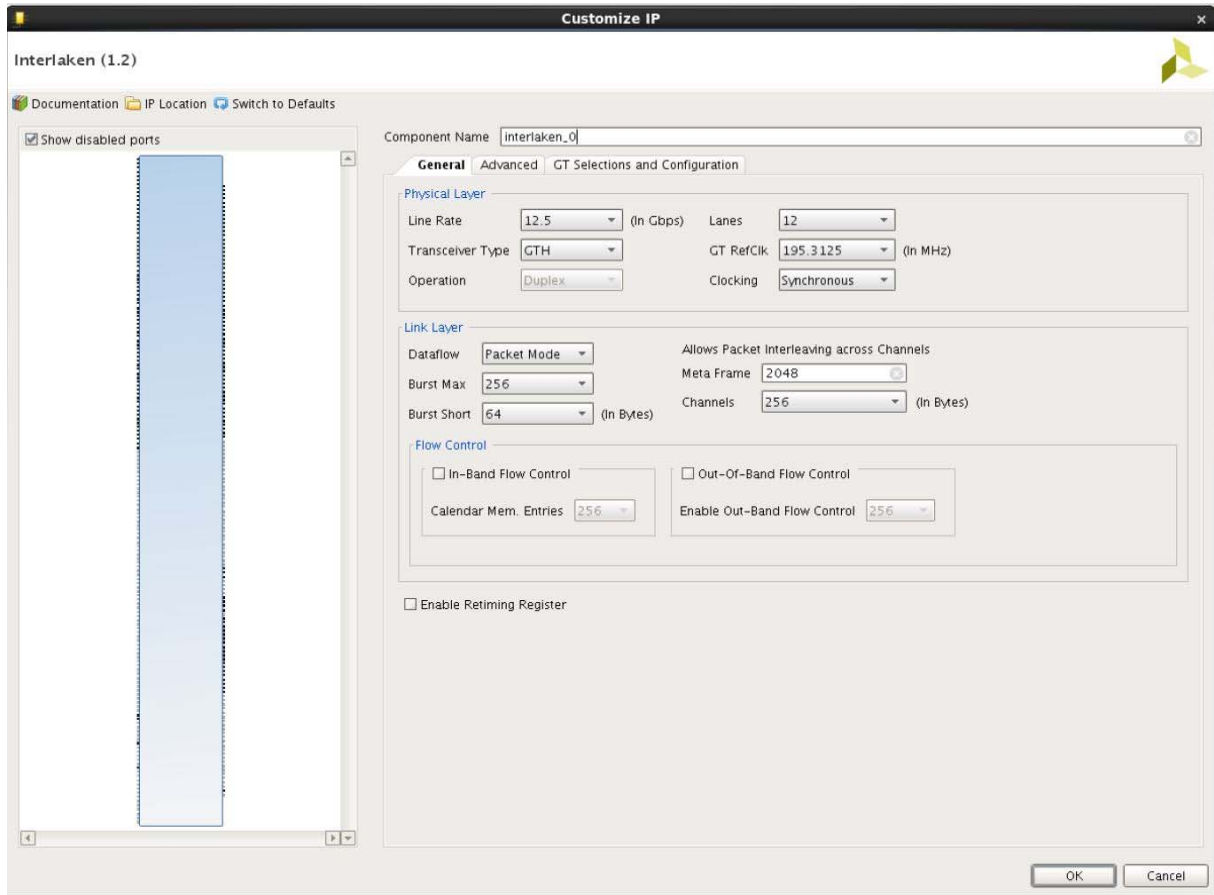 Customize IP
Interlaken (1.2)
Documentation IP Location Switch to Defaults
Show disabled ports
Component Name interlaken_0
General Advanced GT Selections and Configuration
Physical Layer
Line Rate 12.5 (In Gbps) Lanes 12
Transceiver Type GTH GT RefClk 195.3125 (In MHz)
Operation Duplex Clocking Synchronous
Link Layer
Dataflow Packet Mode Allows Packet Interleaving across Channels
Meta Frame 2048
Burst Max 256
Channels 256 (In Bytes)
Burst Short 64 (In Bytes)
Flow Control
In-Band Flow Control Out-Of-Band Flow Control
Calendar Mem. Entries 256 Enable Out-Band Flow Control 256
Enable Retiming Register
OK Cancel